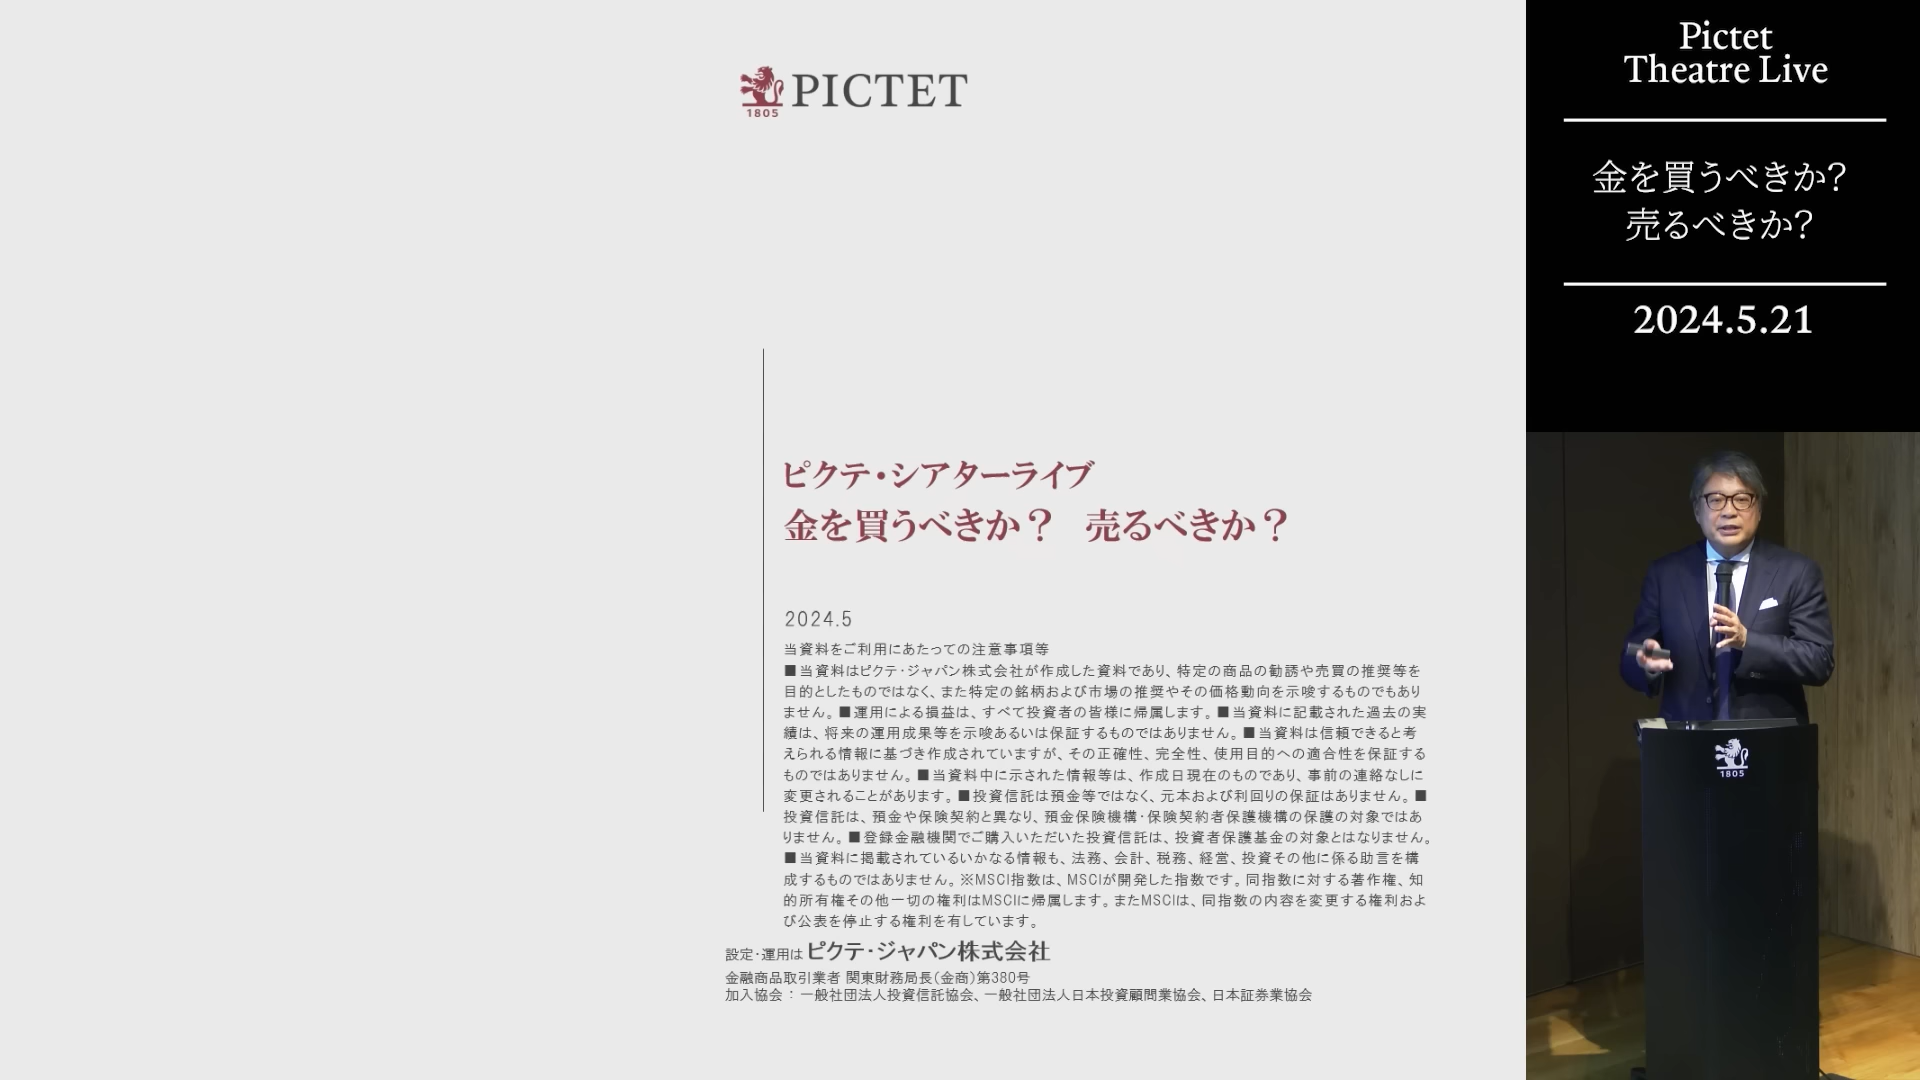 1805 PICTET
ピクテ・シアターライブ
金を買うべきか？ 売るべきか？
2024.5
当資料をご利用にあたっての注意事項等
■当資料はピクテ・ジャパン株式会社が作成した資料であり、特定の商品の勧誘や売買の推奨等を
目的としたものではなく、また特定の銘柄および市場の推奨やその価格動向を示唆するものでもあり
ません。■運用による損益は、すべて投資者の皆様に帰属します。■当資料に記載された過去の実
績は、将来の運用成果等を示唆あるいは保証するものではありません。■当資料は信頼できると考
えられる情報に基づき作成されていますが、その正確性、完全性、使用目的への適合性を保証する
ものではありません。■当資料中に示された情報等は、作成日現在のものであり、事前の連絡なしに
変更されることがあります。■投資信託は預金等ではなく、元本および利回りの保証はありません。■
投資信託は、預金や保険契約と異なり、預金保険機構・保険契約者保護機構の保護の対象ではあ
りません。■登録金融機関でご購入いただいた投資信託は、投資者保護基金の対象とはなりません。
■当資料に掲載されているいかなる情報も、法務、会計、税務、経営、投資その他に係る助言を構
成するものではありません。※MSCI指数は、MSCIが開発した指数です。同指数に対する著作権、知
的所有権その他一切の権利はMSCIに帰属します。またMSCIは、同指数の内容を変更する権利およ
び公表を停止する権利を有しています。
設定・運用は ピクテ・ジャパン株式会社
金融商品取引業者 関東財務局長(金商)第380号
加入協会：一般社団法人投資信託協会、一般社団法人日本投資顧問業協会、日本証券業協会
Pictet
Theatre Live
金を買うべきか?
売るべきか?
2024.5.21
1805